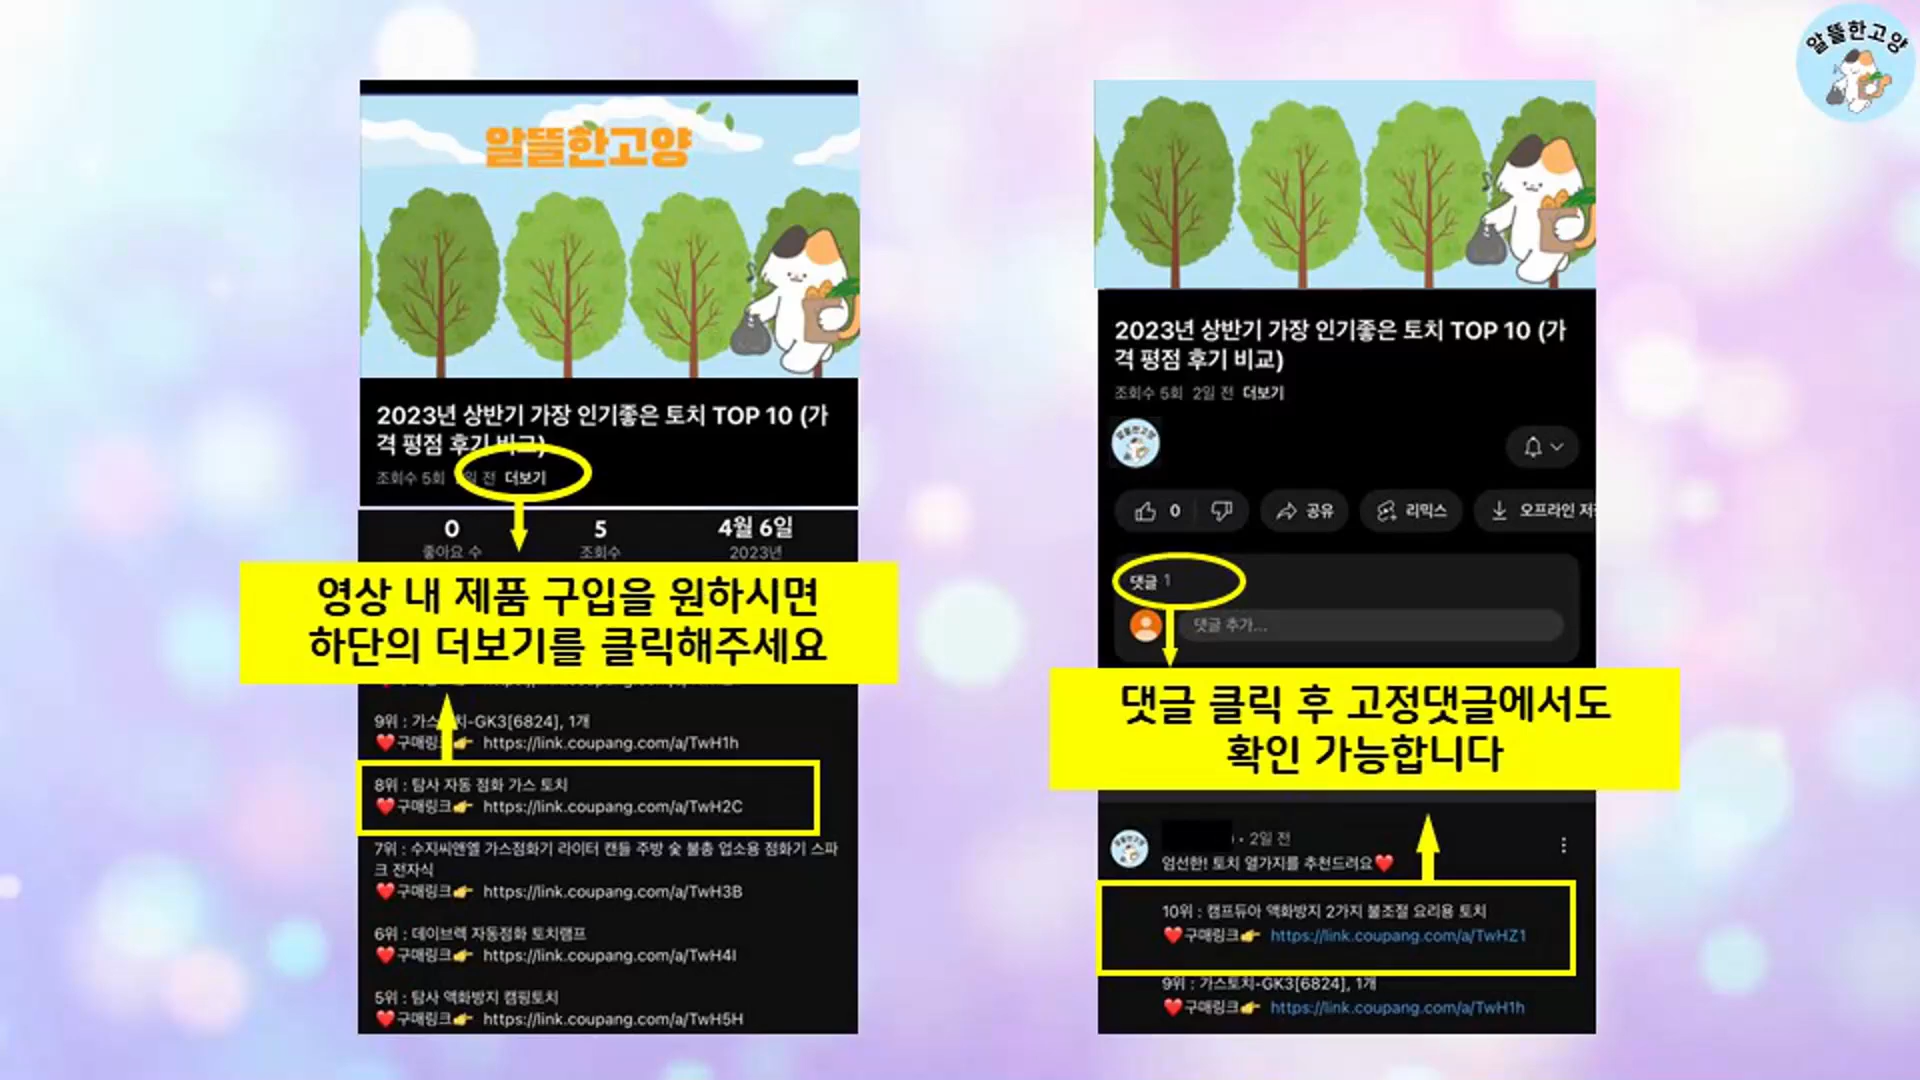 알뜰한고양
알뜰한고양
2023년 상반기 가장 인기좋은 토치 TOP 10 (가
격 평점 후기 비교)
조회수 5회
일 전 더보기
0
5
4월 6일
좋아요 수
조회수
2023년
영상 내 제품 구입을 원하시면
하단의 더보기를 클릭해주세요
9위 : 가스토치-GK3[6824], 1개
❤️구매링크👉 https://link.coupang.com/a/TwH1h
8위 : 탐사 자동 점화 가스 토치
❤️구매링크👉 https://link.coupang.com/a/TwH2C
7위 : 수지씨앤엘 가스점화기 라이터 캔들 주방 숯 불총 업소용 점화기 스파
크 전자식
❤️구매링크👉 https://link.coupang.com/a/TwH3B
6위 : 데이브렉 자동점화 토치램프
❤️구매링크👉 https://link.coupang.com/a/TwH4I
5위 : 탐사 액화방지 캠핑토치
❤️구매링크👉 https://link.coupang.com/a/TwH5H
2023년 상반기 가장 인기좋은 토치 TOP 10 (가
격 평점 후기 비교)
조회수 5회 2일 전 더보기
알뜰한고양
0
공유
리믹스
오프라인 저
댓글 1
댓글 추가...
댓글 클릭 후 고정댓글에서도
확인 가능합니다
알뜰한고양
• 2일 전
엄선한! 토치 열가지를 추천드려요❤️
10위 : 캠프듀아 액화방지 2가지 불조절 요리용 토치
❤️구매링크👉 https://link.coupang.com/a/TwHZ1
9위 : 가스토치-GK3[6824], 1개
❤️구매링크👉 https://link.coupang.com/a/TwH1h